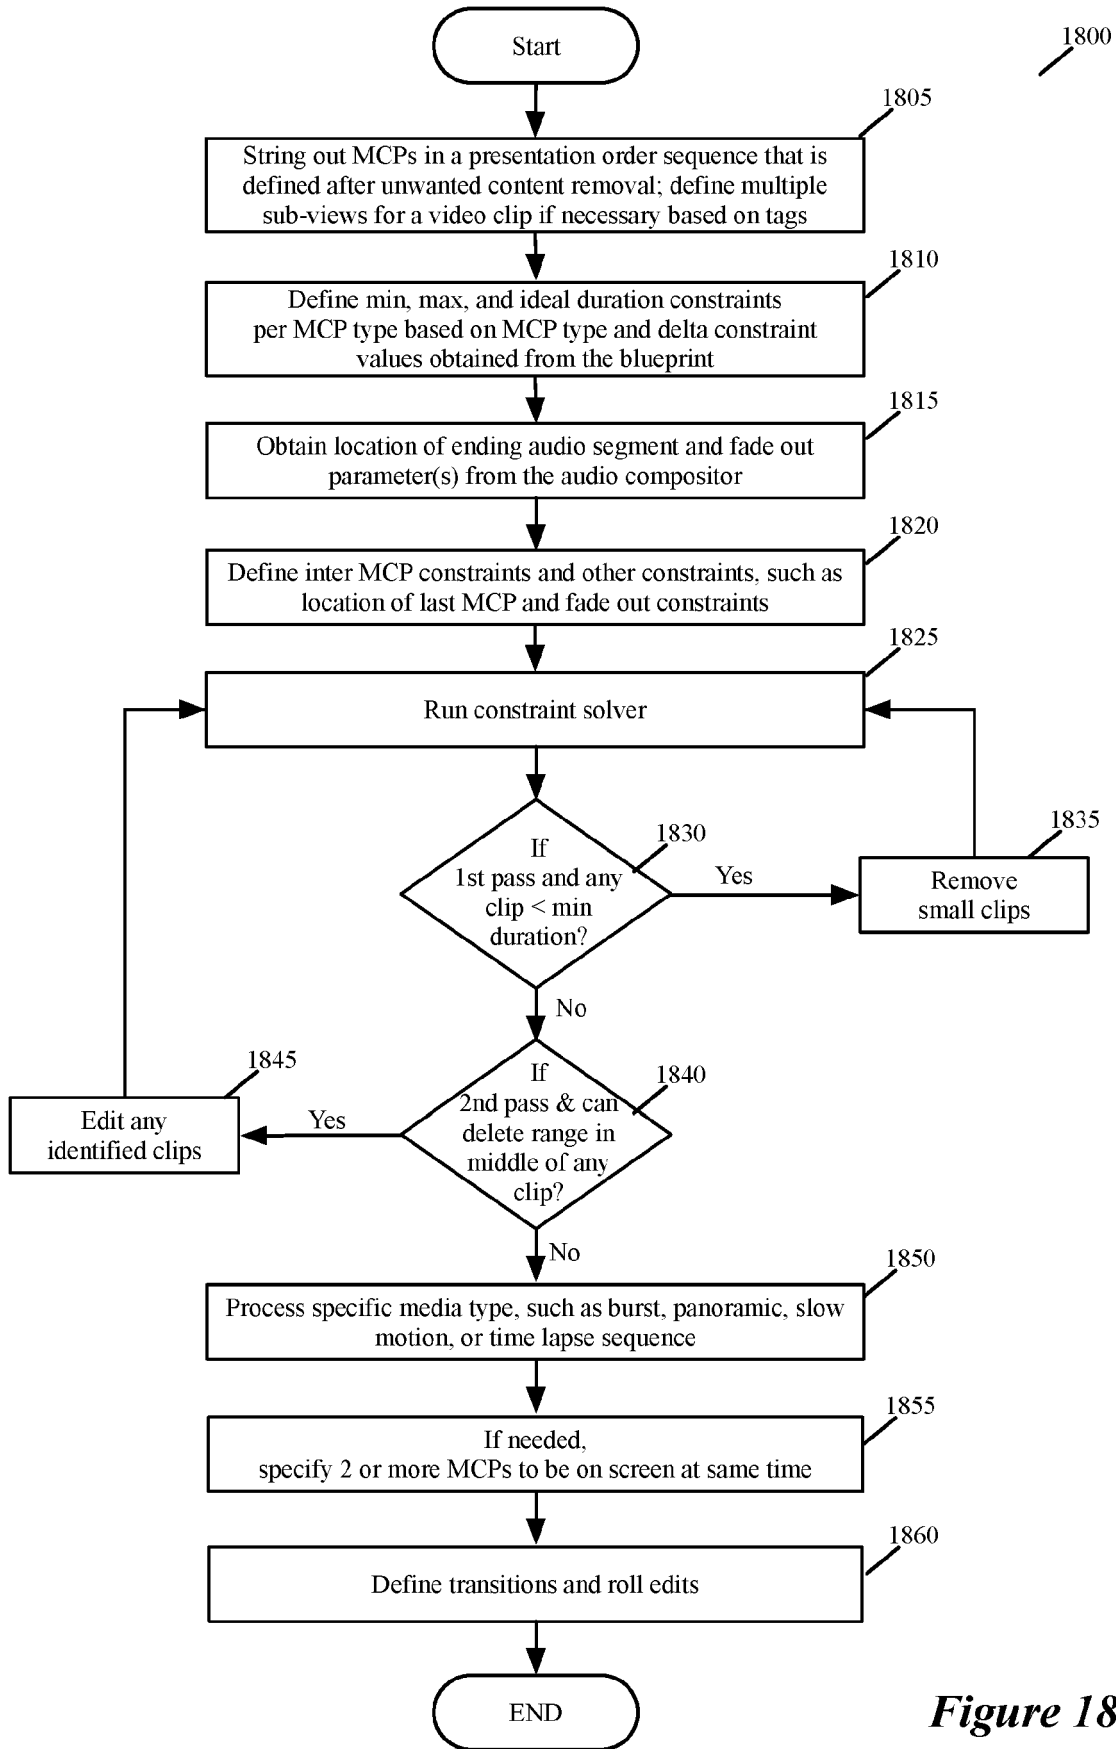 Start
1800
1805
String out MCPs in a presentation order sequence that is
defined after unwanted content removal; define multiple
sub-views for a video clip if necessary based on tags
1810
Define min, max, and ideal duration constraints
per MCP type based on MCP type and delta constraint
values obtained from the blueprint
1815
Obtain location of ending audio segment and fade out
parameter(s) from the audio compositor
1820
Define inter MCP constraints and other constraints, such as
location of last MCP and fade out constraints
1825
Run constraint solver
1830
If
1st pass and any
clip < min
duration?
Yes
1835
Remove
small clips
No
1840
If
2nd pass & can
delete range in
middle of any
clip?
Yes
1845
Edit any
identified clips
No
1850
Process specific media type, such as burst, panoramic, slow
motion, or time lapse sequence
1855
If needed,
specify 2 or more MCPs to be on screen at same time
1860
Define transitions and roll edits
END
Figure 18